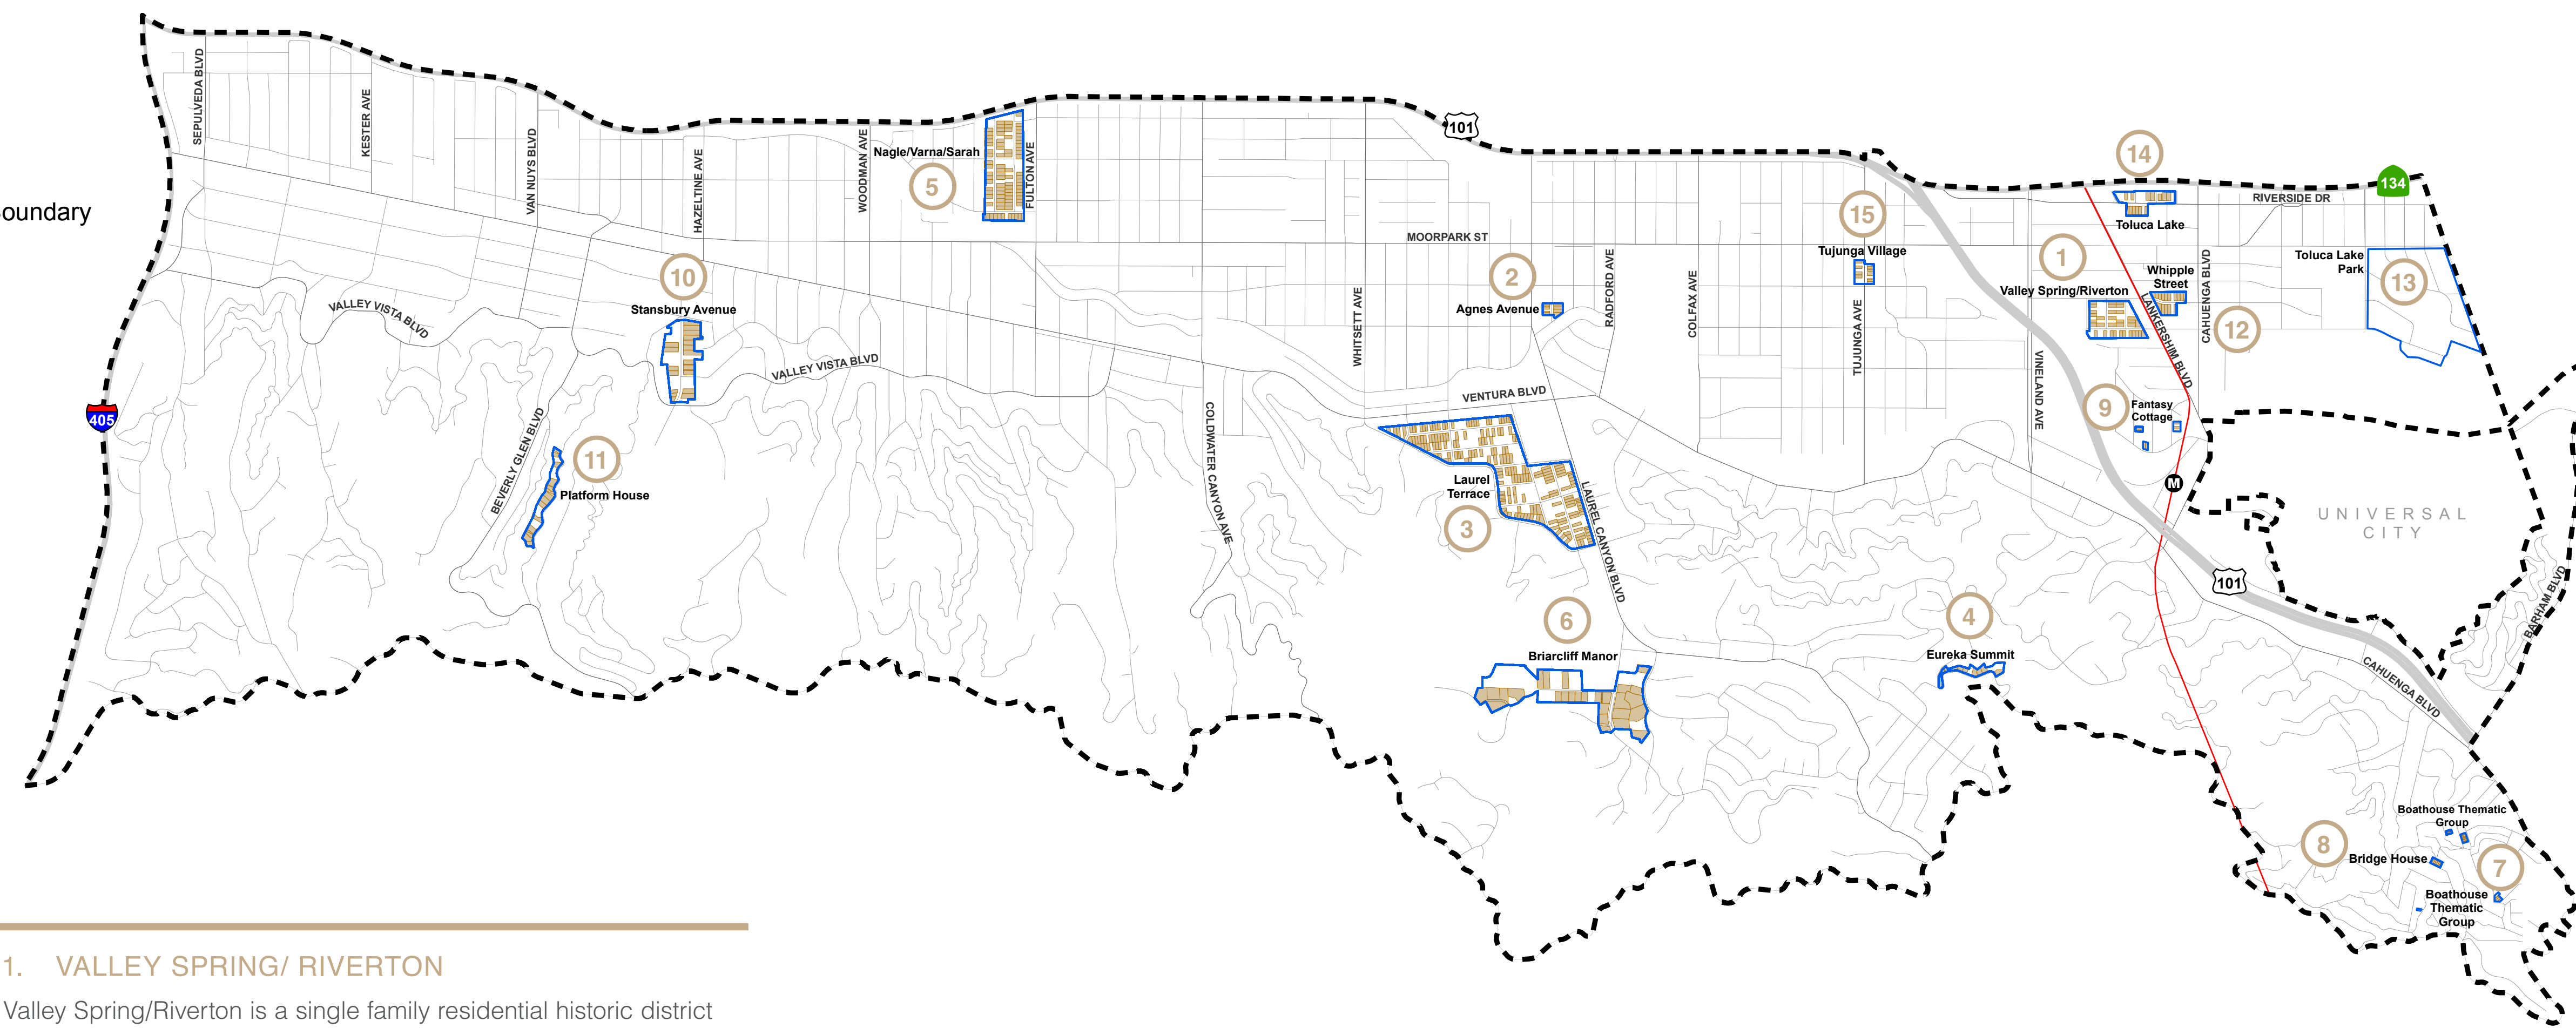 SEPULVEDA BLVD
KESTER AVE
VAN NUYS BLVD
HAZELTINE AVE
WOODMAN AVE
Nagle/Varna/Sarah
5
FULTON AVE
101
14
134
RIVERSIDE DR
Toluca Lake
oundary
MOORPARK ST
15
Tujunga Village
1
Whipple
Street
Valley Spring/Riverton
CAHUENGA BLVD
Toluca Lake
Park
13
12
10
Stansbury Avenue
VALLEY VISTA BLVD
VALLEY VISTA BLVD
2
Agnes Avenue
RADFORD AVE
COLFAX AVE
WHITSETT AVE
TUJUNGA AVE
VINELAND AVE
LANKERSHIM BLVD
9
Fantasy
Cottage
405
BEVERLY GLEN BLVD
11
Platform House
COLDWATER CANYON AVE
VENTURA BLVD
Laurel
Terrace
3
LAUREL CANYON BLVD
M
UNIVERSAL
CITY
101
BARHAM BLVD
CAHUENGA BLVD
6
Briarcliff Manor
4
Eureka Summit
Boathouse Thematic
Group
8
Bridge House
7
Boathouse
Thematic
Group
1. VALLEY SPRING/ RIVERTON
Valley Spring/Riverton is a single family residential historic district